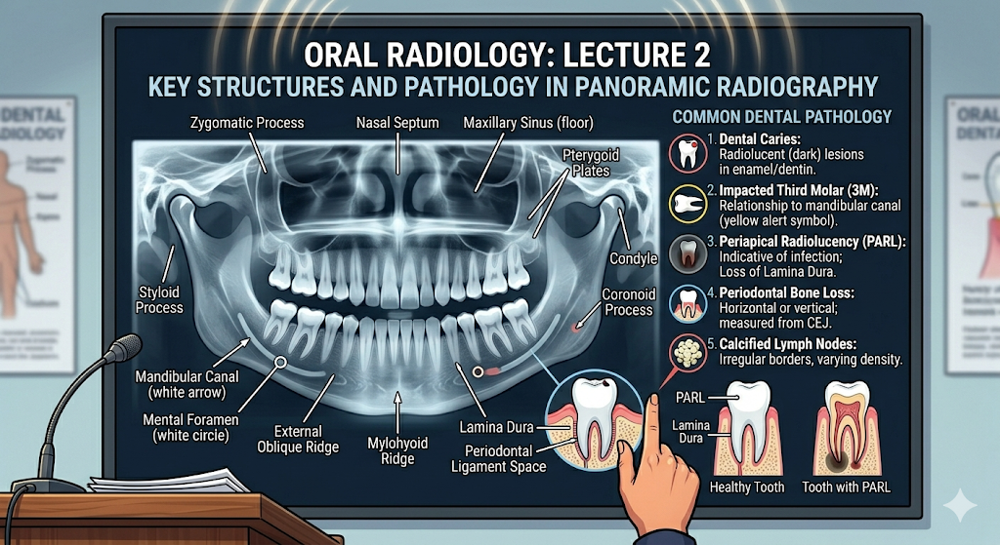 ORAL RADIOLOGY: LECTURE 2
KEY STRUCTURES AND PATHOLOGY IN PANORAMIC RADIOGRAPHY
Zygomatic Process
Nasal Septum
Maxillary Sinus (floor)
Pterygoid
Plates
Condyle
Styloid
Process
Coronoid
Process
Mandibular Canal
(white arrow)
Mental Foramen
(white circle)
External
Oblique Ridge
Mylohyoid
Ridge
Lamina Dura
Periodontal
Ligament Space
COMMON DENTAL PATHOLOGY
1. Dental Caries:
Radiolucent (dark) lesions
in enamel/dentin.
2. Impacted Third Molar (3M):
Relationship to mandibular canal
(yellow alert symbol).
3. Periapical Radiolucency (PARL):
Indicative of infection;
Loss of Lamina Dura.
4. Periodontal Bone Loss:
Horizontal or vertical;
measured from CEJ.
5. Calcified Lymph Nodes:
Irregular borders, varying density.
PARL
Lamina
Dura
Healthy Tooth
Tooth with PARL
DENTAL
ORAL